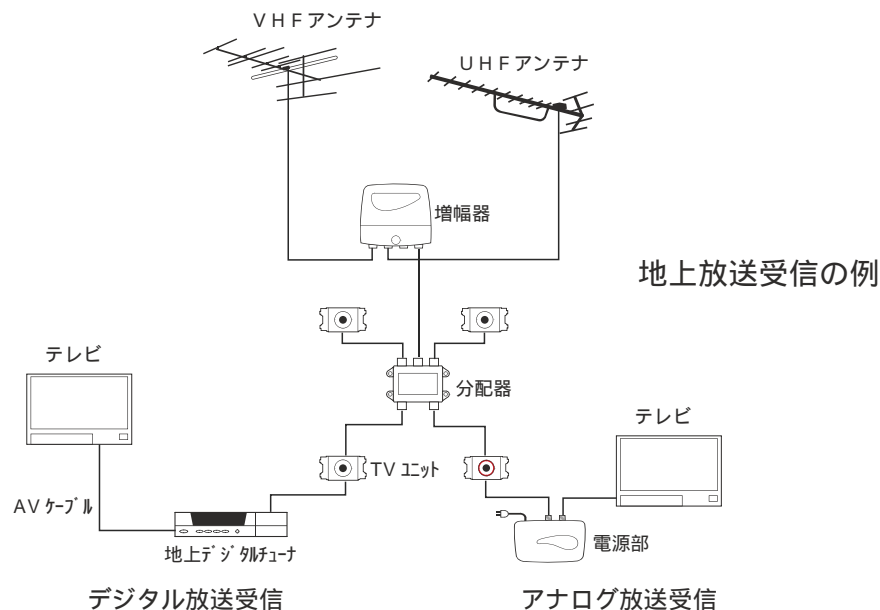 ＶＨＦアンテナ
ＵＨＦアンテナ
増幅器
地上放送受信の例
テレビ
分配器
テレビ
TV ﾕﾆｯﾄ
AV ｹｰﾌﾞﾙ
電源部
地上ﾃﾞｼﾞﾀﾙﾁｭｰﾅ
デジタル放送受信
アナログ放送受信